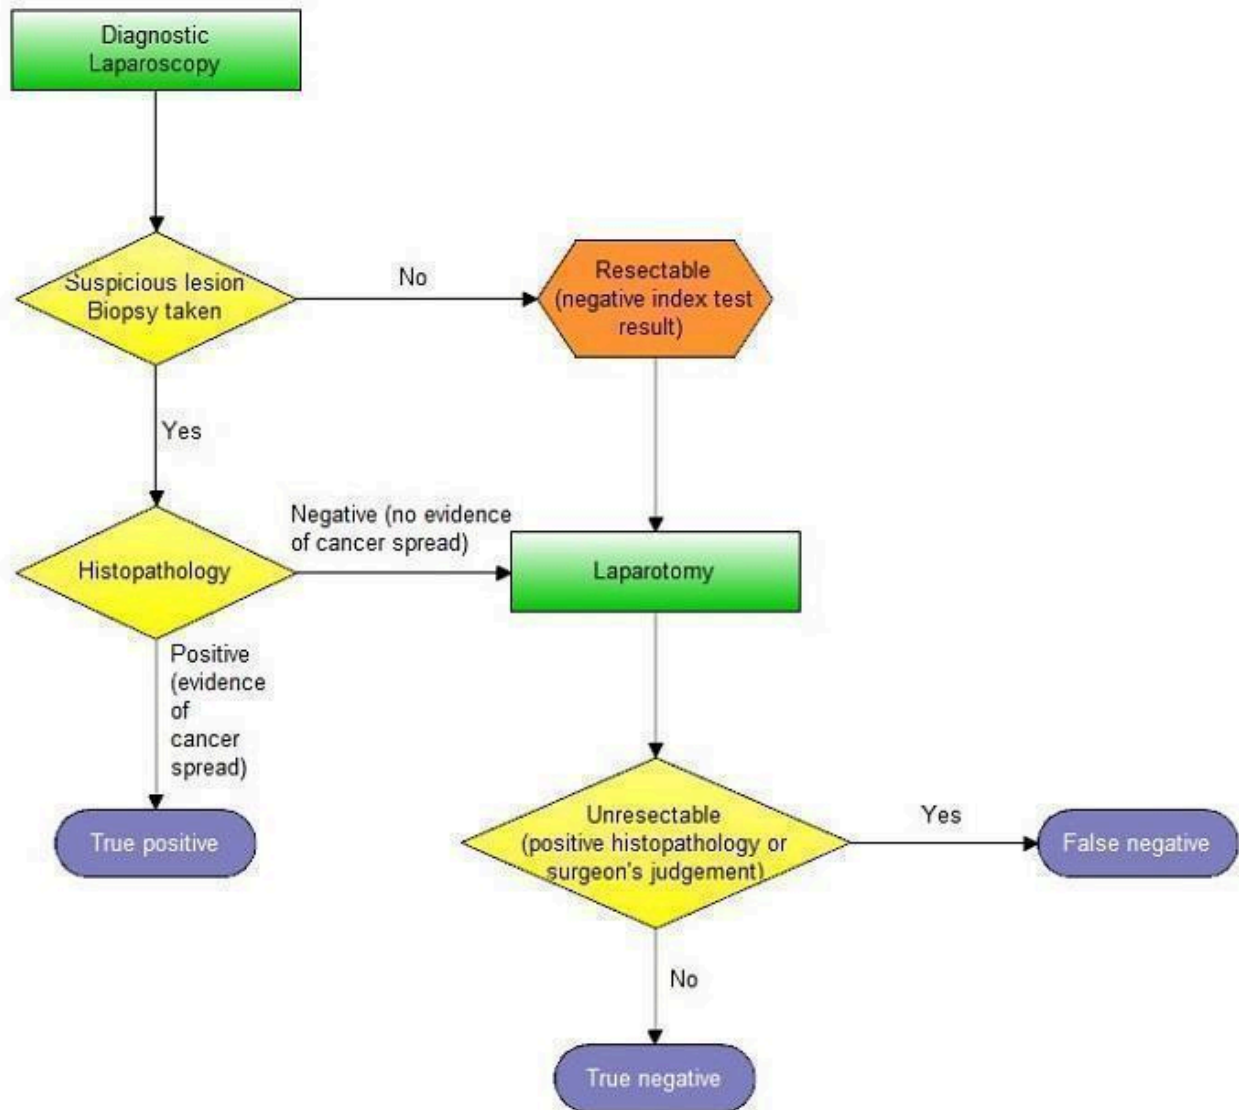 Diagnostic
Laparoscopy
Suspicious lesion
Biopsy taken
No
Resectable
(negative index test
result)
Yes
Negative (no evidence
of cancer spread)
Histopathology
Laparotomy
Positive
(evidence
of
cancer
spread)
True positive
Unresectable
(positive histopathology or
surgeon's judgement)
Yes
False negative
No
True negative